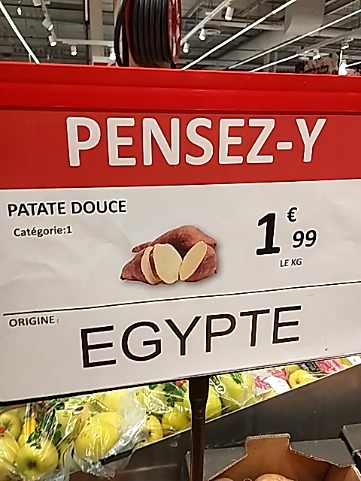 PENSEZ-Y
PATATE DOUCE
Catégorie:1
1 € 99
LE KG
ORIGINE:
EGYPTE